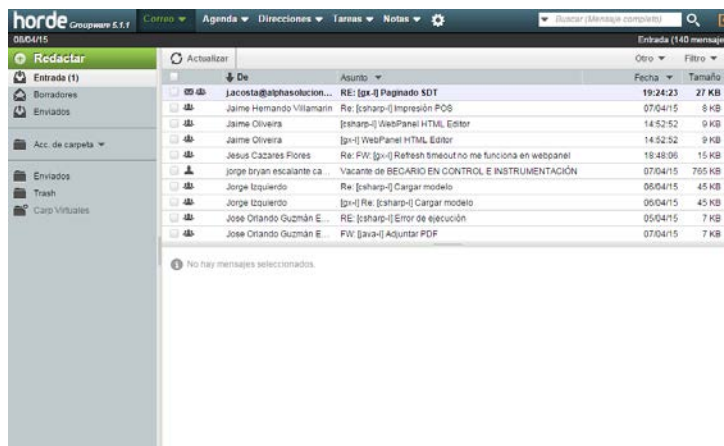 horde Groupware 5.1.1 Correo Agenda Direcciones Tareas Notas Buscar (Mensaje completo)
08/04/15 Entrada (140 mensaje
Redactar
Actualizar Otro Filtro
Entrada (1)
Borradores
Enviados
Acc. de carpeta
Enviados
Trash
Carp Virtuales
De Asunto Fecha Tamaño
j.acosta@alphasolucion... RE: [gx-l] Paginado SDT 19:24:23 27 KB
Jaime Hernando Villamarin Re: [csharp-l] Impresión POS 07/04/15 8 KB
Jaime Oliveira [csharp-l] WebPanel HTML Editor 14:52:52 9 KB
Jaime Oliveira [gx-l] WebPanel HTML Editor 14:52:52 9 KB
Jesus Cazares Flores Re: FW: [gx-l] Refresh timeout no me funciona en webpanel 18:48:06 15 KB
jorge bryan escalante ca... Vacante de BECARIO EN CONTROL E INSTRUMENTACIÓN 07/04/15 765 KB
Jorge Izquierdo Re: [csharp-l] Cargar modelo 06/04/15 45 KB
Jorge Izquierdo [gx-l] Re: [csharp-l] Cargar modelo 06/04/15 45 KB
Jose Orlando Guzmán E... RE: [csharp-l] Error de ejecución 05/04/15 7 KB
Jose Orlando Guzmán E... FW: [java-l] Adjuntar PDF 07/04/15 7 KB
No hay mensajes seleccionados.